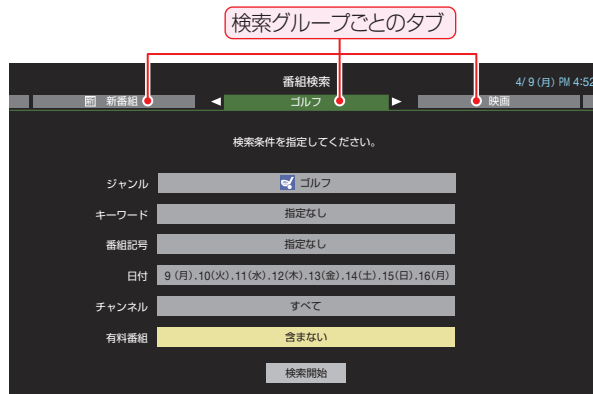 検索グループごとのタブ
番組検索
4/ 9 (月) PM 4:52
新 新番組 ◀ ゴルフ ▶ 映画
検索条件を指定してください。
ジャンル ゴルフ
キーワード 指定なし
番組記号 指定なし
日付 9 (月).10(火).11(水).12(木).13(金).14(土).15(日).16(月)
チャンネル すべて
有料番組 含まない
検索開始